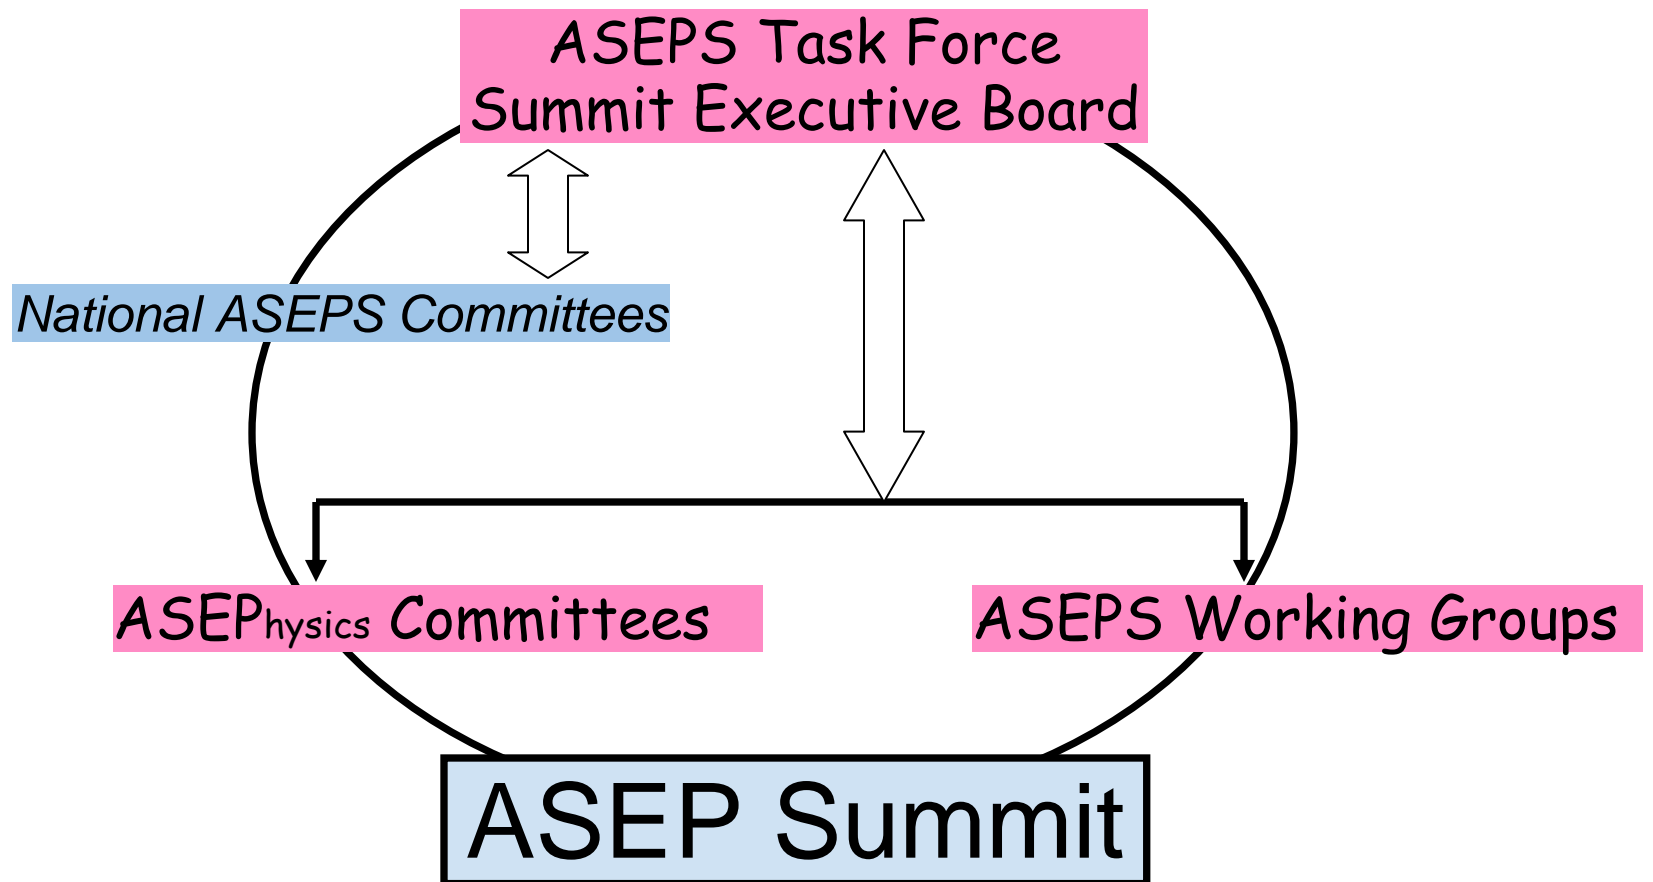 ASEPS Task Force
Summit Executive Board
National ASEPS Committees
ASEPhysics Committees
ASEPS Working Groups
ASEP Summit